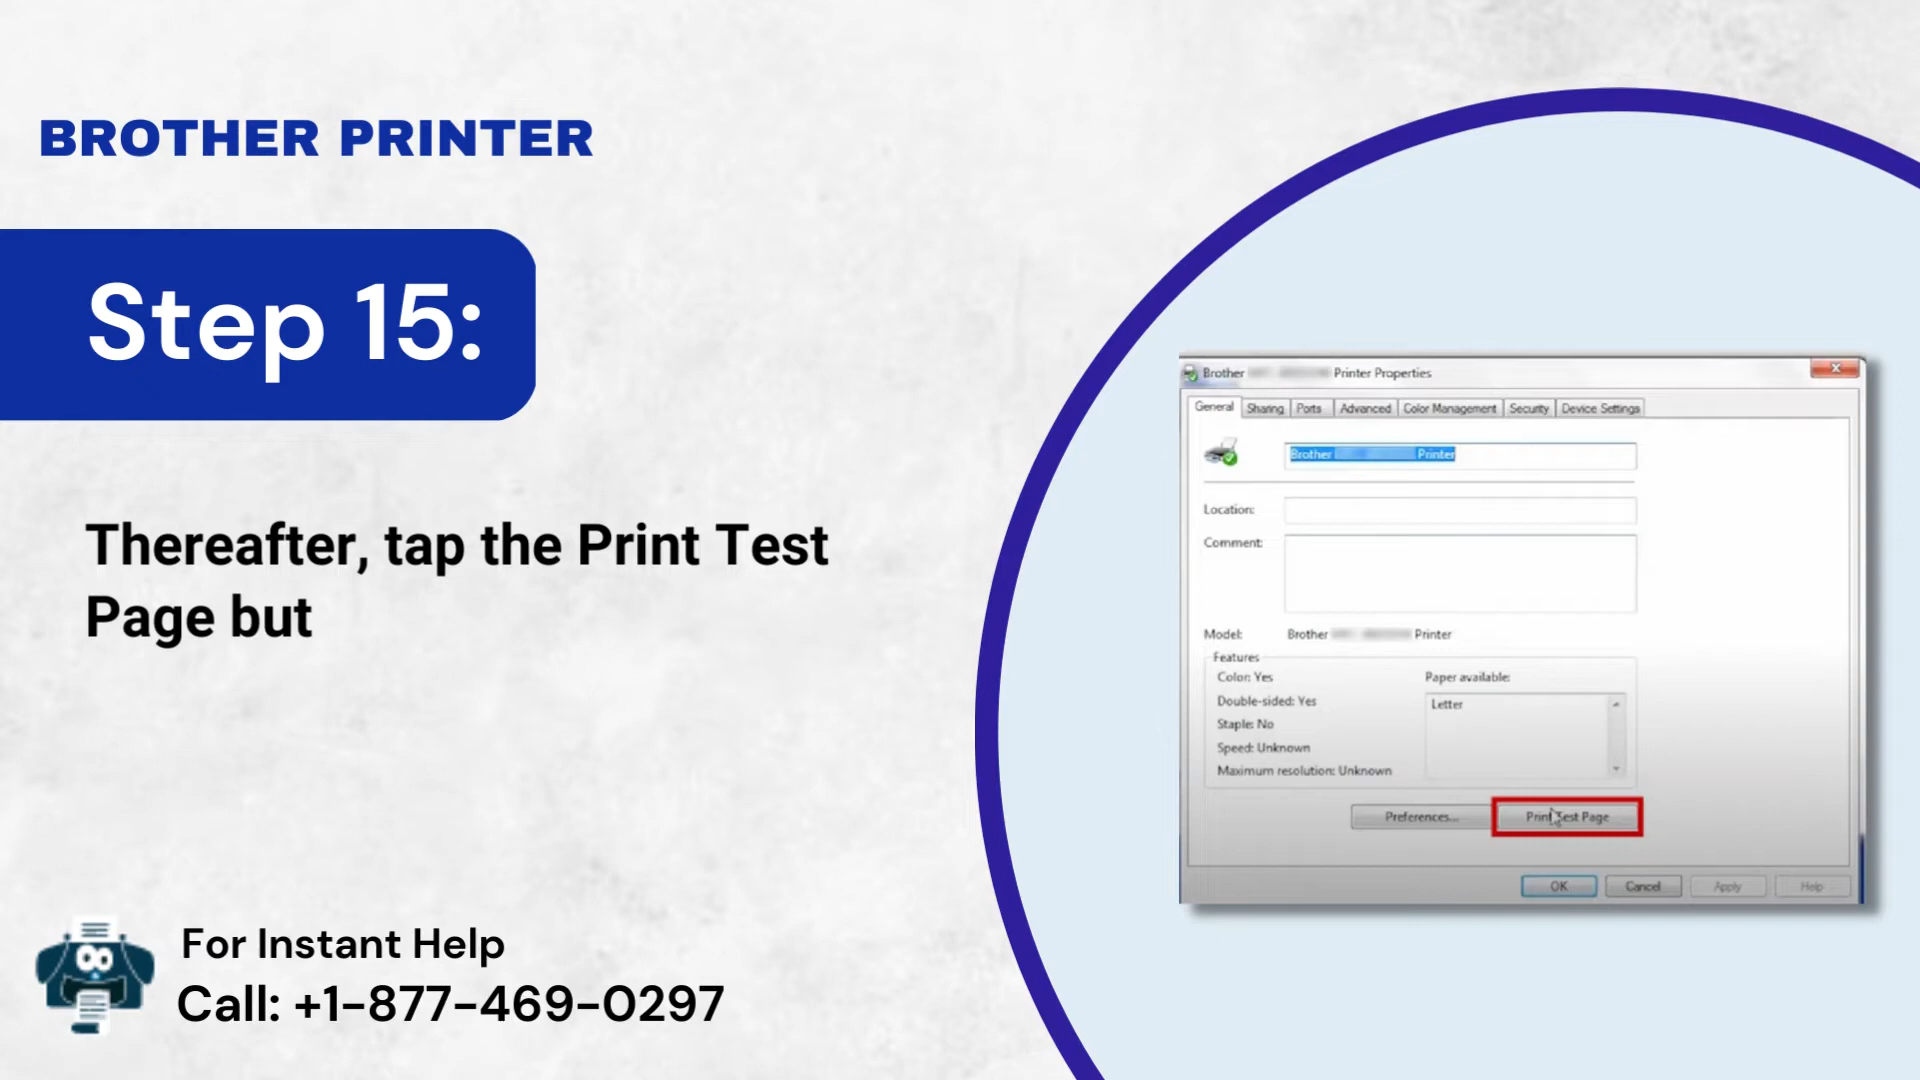 BROTHER PRINTER
Step 15:
Thereafter, tap the Print Test
Page but
For Instant Help
Call: +1-877-469-0297
Brother Printer Properties
General Sharing Ports Advanced Color Management Security Device Settings
Brother Printer
Location:
Comment:
Model: Brother Printer
Features
Color: Yes
Paper available:
Double-sided: Yes
Letter
Staple: No
Speed: Unknown
Maximum resolution: Unknown
Preferences... Print Test Page
OK Cancel Apply Help